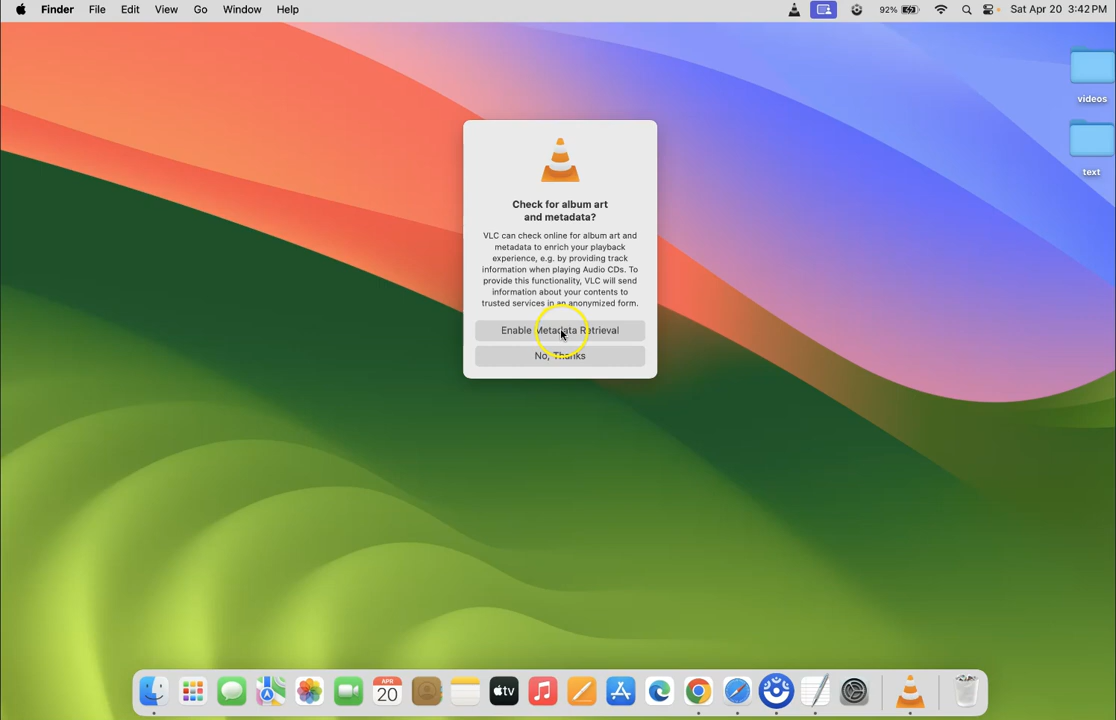 Finder File Edit View Go Window Help 92% Sat Apr 20 3:42 PM
videos
text
Check for album art
and metadata?
VLC can check online for album art and
metadata to enrich your playback
experience, e.g. by providing track
information when playing Audio CDs. To
provide this functionality, VLC will send
information about your contents to
trusted services in an anonymized form.
Enable Metadata Retrieval
No, Thanks
APR
20
tv